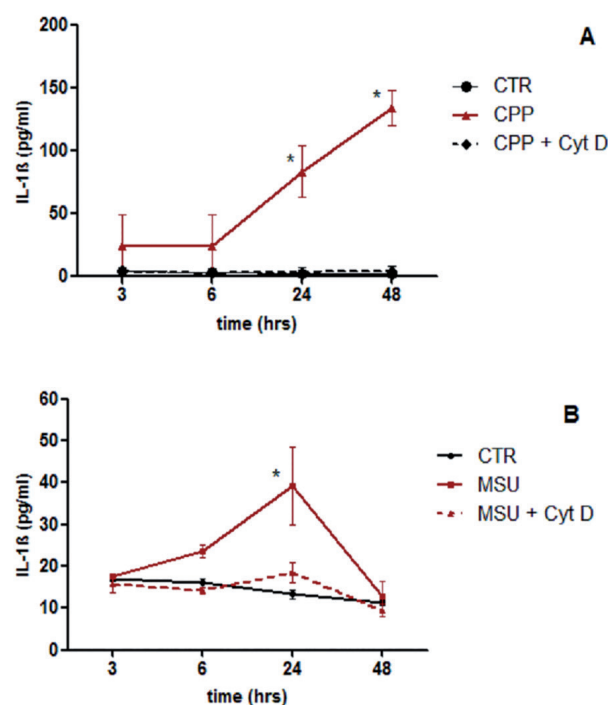 A
200
150
100
50
0
IL-1ß (pg/ml)
*
*
CTR
CPP
CPP + Cyt D
3 6 24 48
time (hrs)
B
60
50
40
30
20
10
0
IL-1ß (pg/ml)
*
CTR
MSU
MSU + Cyt D
3 6 24 48
time (hrs)